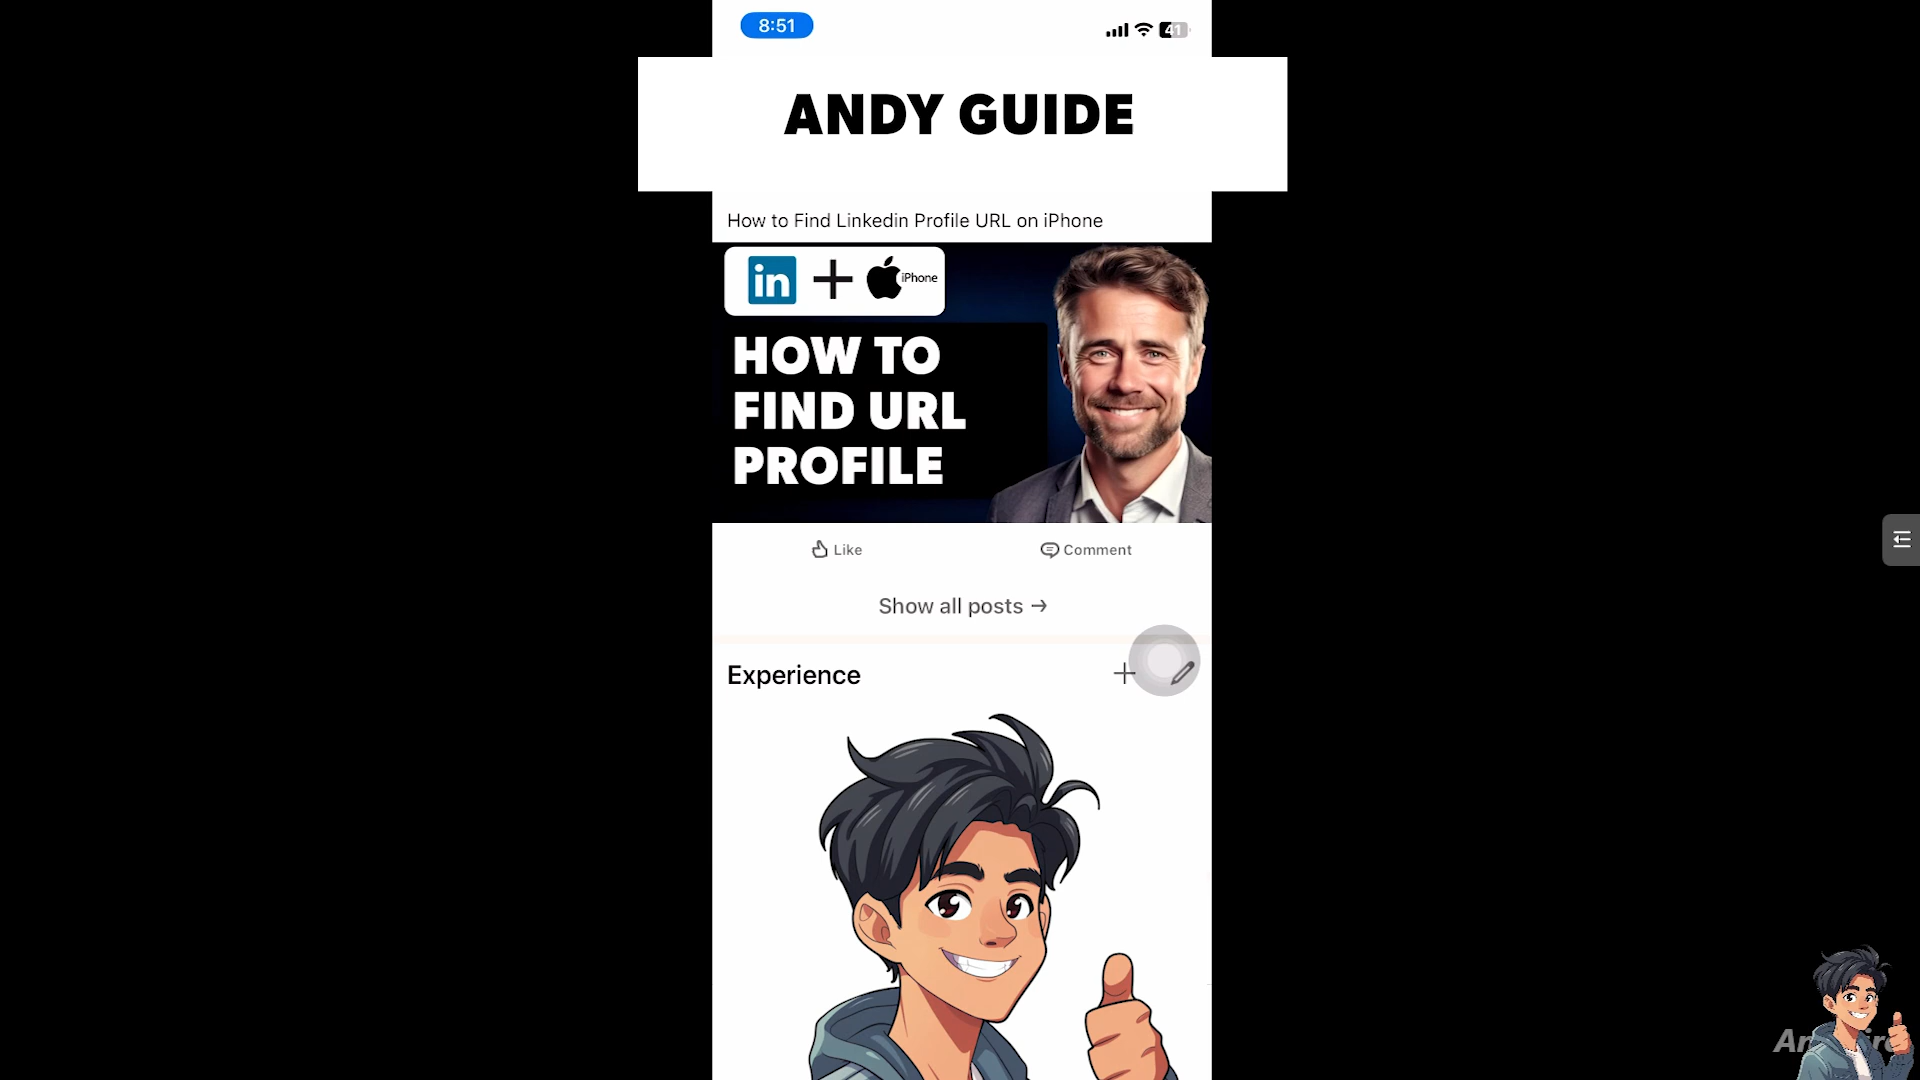 8:51
41
ANDY GUIDE
How to Find Linkedin Profile URL on iPhone
in
iPhone
HOW TO
FIND URL
PROFILE
Like
Comment
Show all posts →
Experience